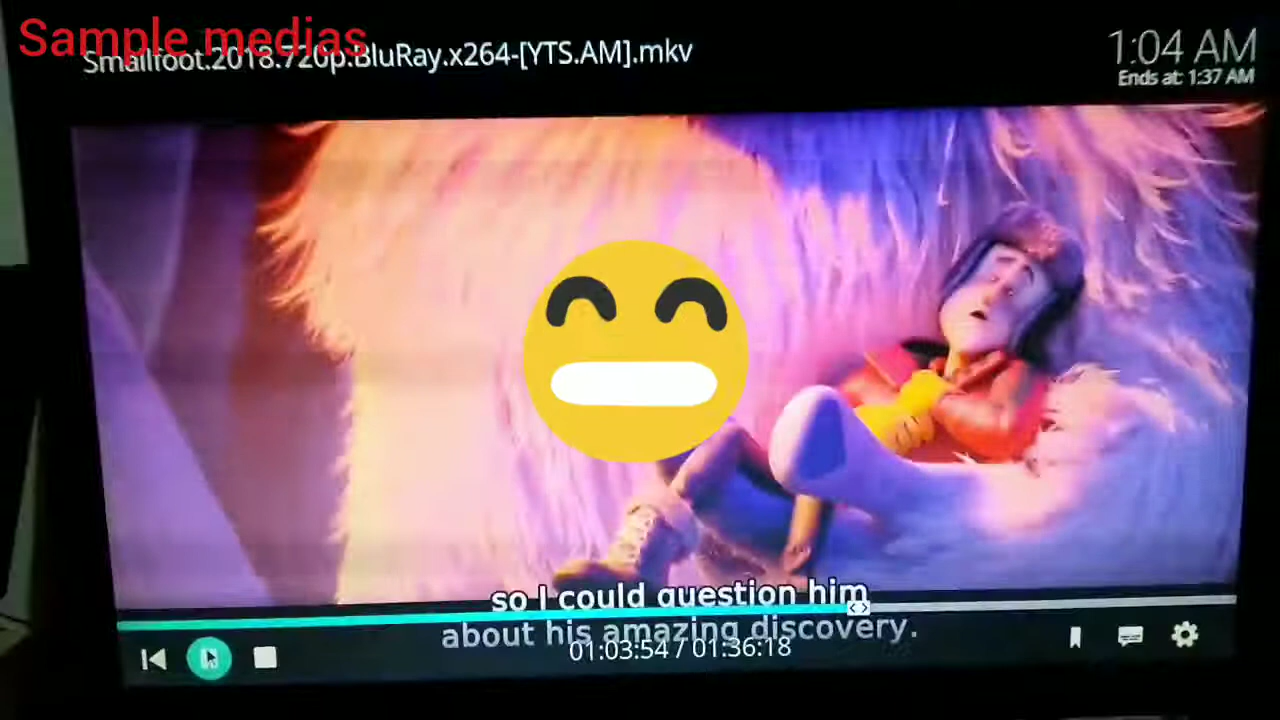 Sample medias
Smallfoot.2018.720p.BluRay.x264-[YTS.AM].mkv
1:04 AM
Ends at: 1:37 AM
so I could question him
about his amazing discovery.
01:03:54 / 01:36:18